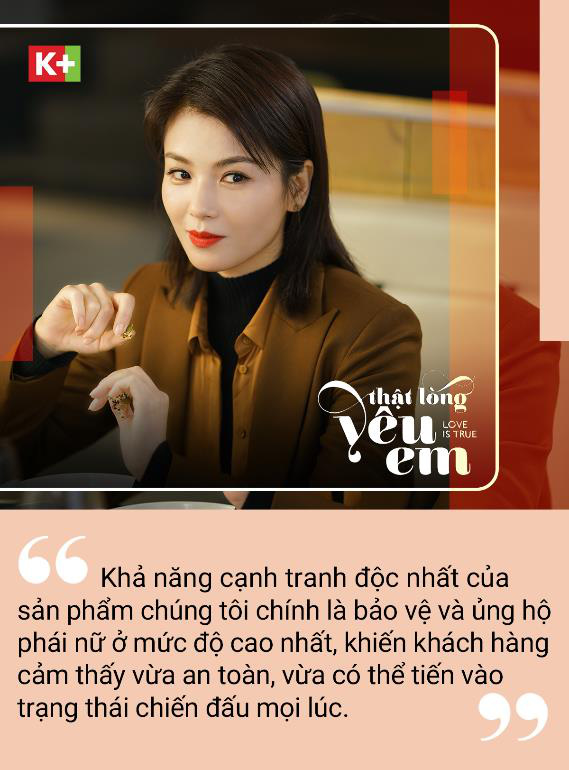 K+
thật lòng
yêu
LOVE
IS TRUE
em
“ Khả năng cạnh tranh độc nhất của
sản phẩm chúng tôi chính là bảo vệ và ủng hộ
phái nữ ở mức độ cao nhất, khiến khách hàng
cảm thấy vừa an toàn, vừa có thể tiến vào
trạng thái chiến đấu mọi lúc. ”